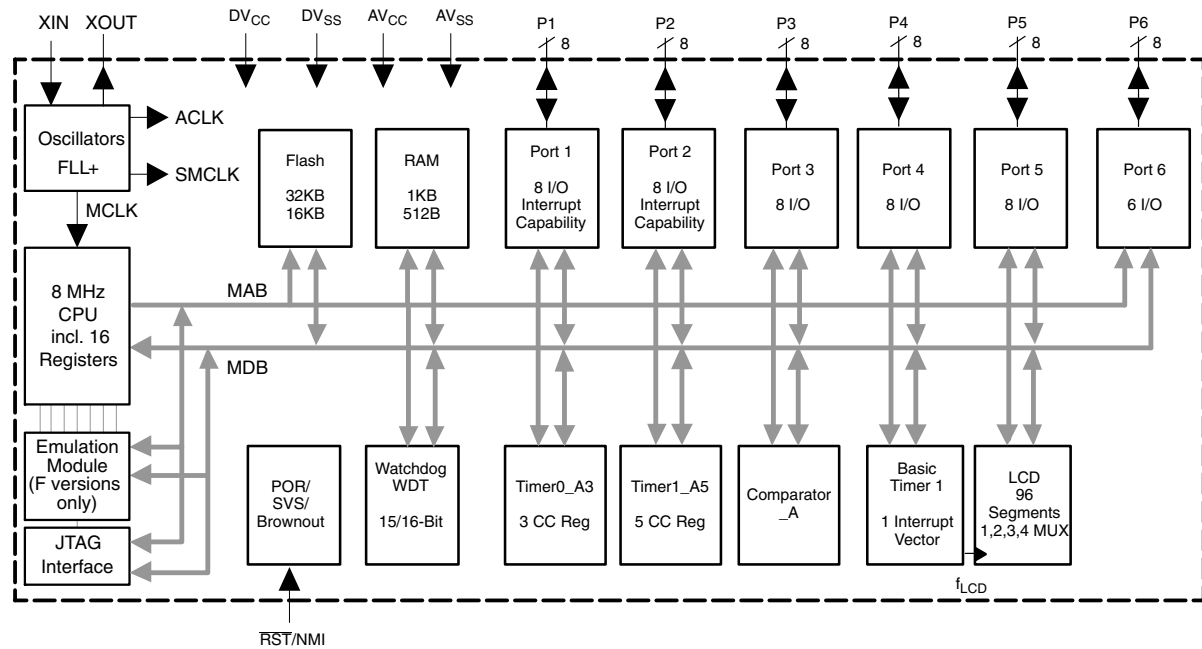 XIN XOUT DVCC DVSS AVCC AVSS P1 P2 P3 P4 P5 P6
8 8 8 8 8 8
Oscillators
FLL+
ACLK
SMCLK
MCLK
Flash
32KB
16KB
RAM
1KB
512B
Port 1
8 I/O
Interrupt
Capability
Port 2
8 I/O
Interrupt
Capability
Port 3
8 I/O
Port 4
8 I/O
Port 5
8 I/O
Port 6
6 I/O
8 MHz
CPU
incl. 16
Registers
MAB
MDB
Emulation
Module
(F versions
only)
JTAG
Interface
POR/
SVS/
Brownout
Watchdog
WDT
15/16-Bit
Timer0_A3
3 CC Reg
Timer1_A5
5 CC Reg
Comparator
_A
Basic
Timer 1
1 Interrupt
Vector
LCD
96
Segments
1,2,3,4 MUX
fLCD
RST/NMI